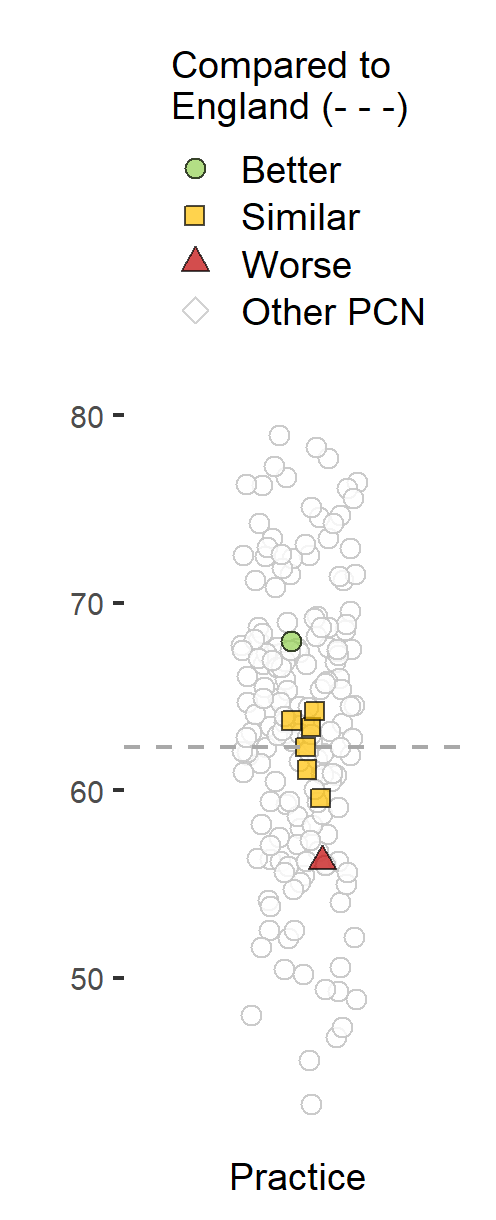 Compared to
England (- - -)
Better
Similar
Worse
Other PCN
80
70
60
50
Practice